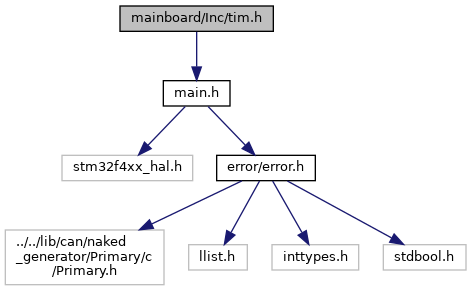 mainboard/Inc/tim.h
main.h
stm32f4xx_hal.h
error/error.h
../../lib/can/naked
_generator/Primary/c
/Primary.h
llist.h
inttypes.h
stdbool.h